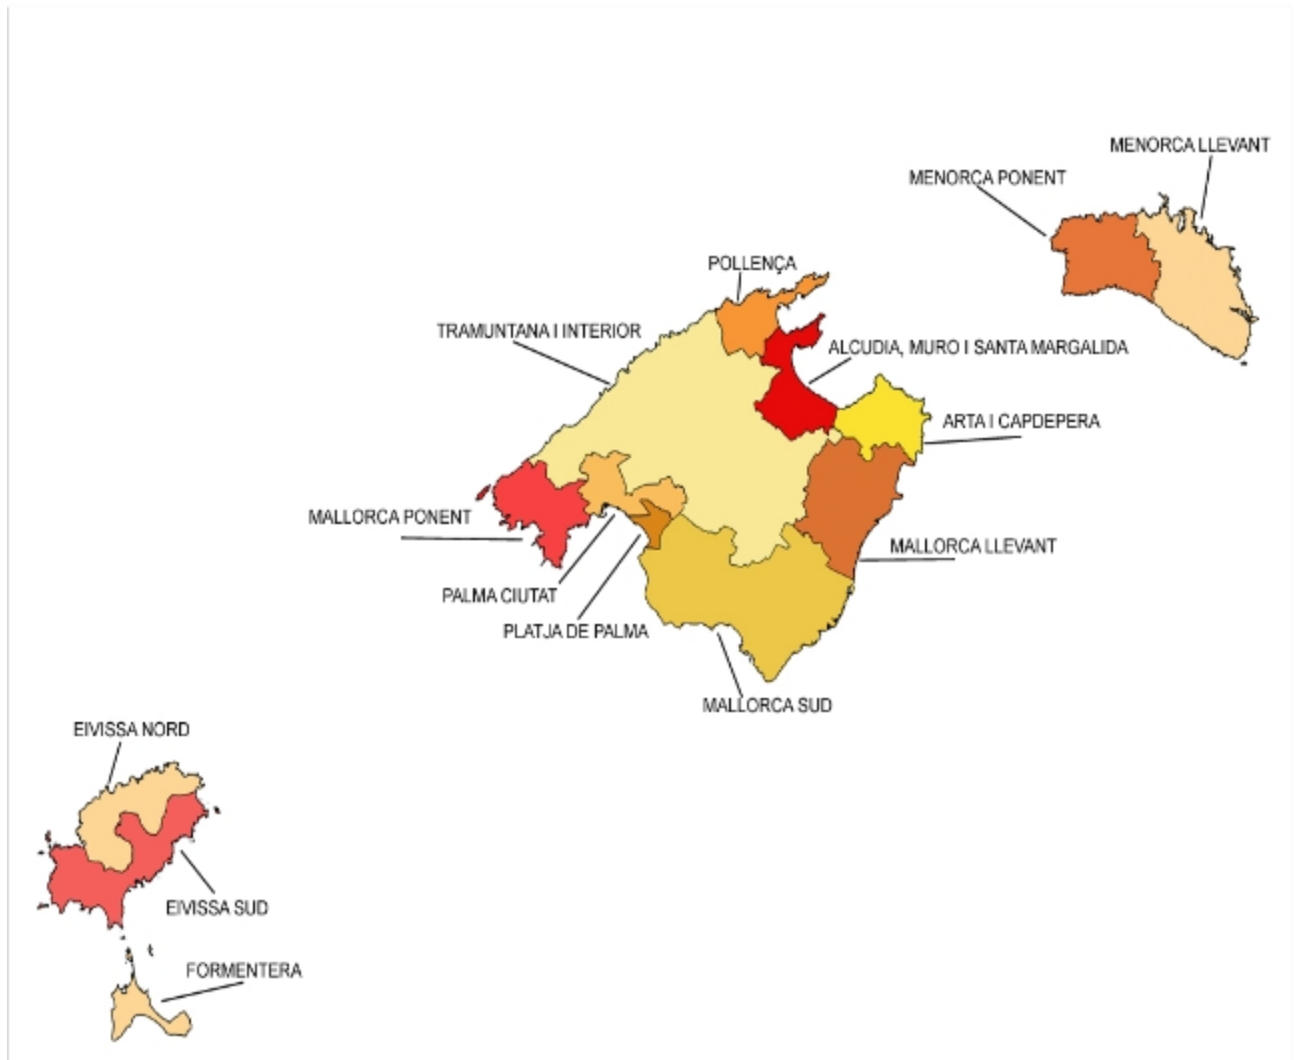 MENORCA LLEVANT
MENORCA PONENT
POLLENÇA
TRAMUNTANA I INTERIOR
ALCUDIA, MURO I SANTA MARGALIDA
ARTA I CAPDEPERA
MALLORCA PONENT
MALLORCA LLEVANT
PALMA CIUTAT
PLATJA DE PALMA
MALLORCA SUD
EIVISSA NORD
EIVISSA SUD
FORMENTERA